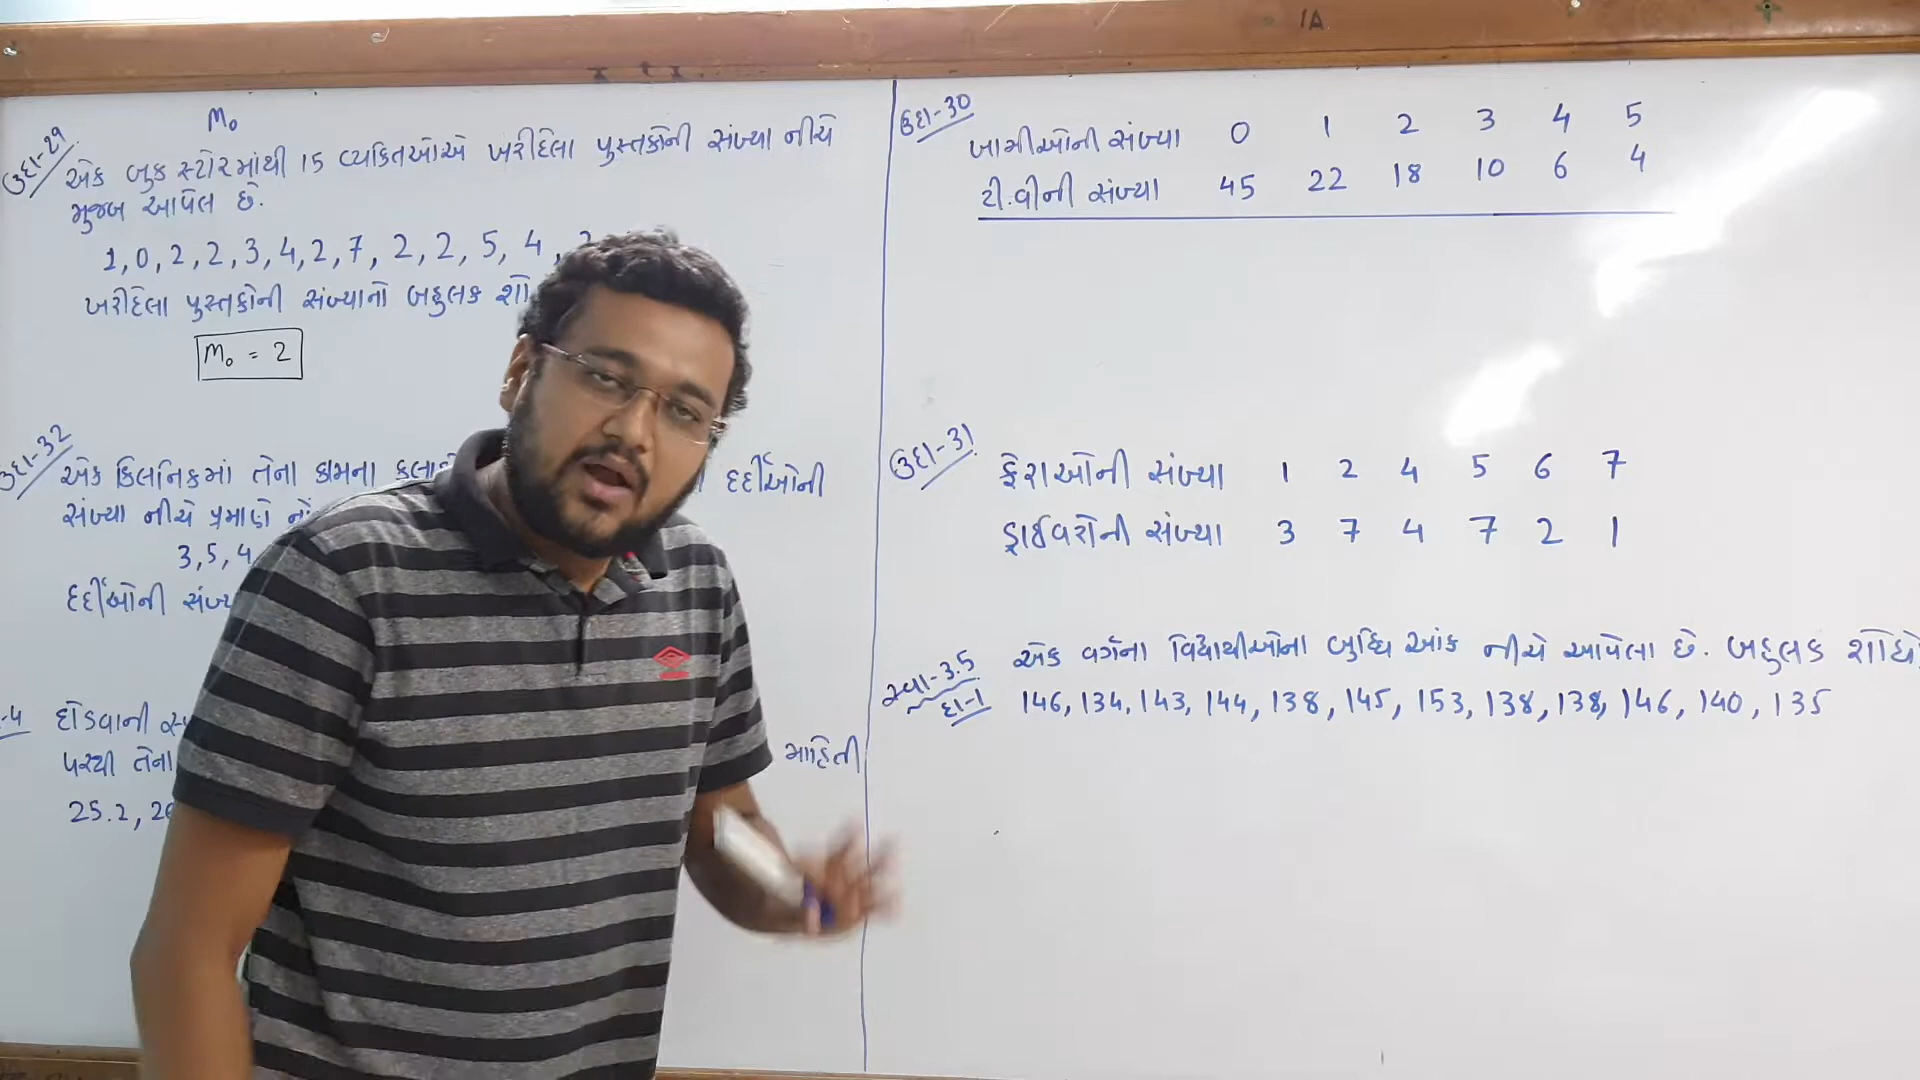 1A
Mo
ઉદા-29
એક બુક સ્ટોરમાંથી 15 વ્યકિતઓએ ખરીદેલા પુસ્તકોની સંખ્યા નીચે
મુજબ આપેલ છે.
1, 0, 2, 2, 3, 4, 2, 7, 2, 2, 5, 4, 2
ખરીદેલા પુસ્તકોની સંખ્યાનો બહુલક શો
Mo = 2
ઉદા-32
એક કિલનિકમાં તેના કામના કલાકો દર્દીઓની
સંખ્યા નીચે પ્રમાણે નો
3, 5, 4,
દર્દીઓની સંખ્ય
-4
દોડવાની સ્
પરથી તેના માહિતી
25.2, 26
ઉદા-30
ખામીઓની સંખ્યા 0 1 2 3 4 5
ટી.વીની સંખ્યા 45 22 18 10 6 4
ઉદા-31
ફેરાઓની સંખ્યા 1 2 4 5 6 7
ડ્રાઈવરોની સંખ્યા 3 7 4 7 2 1
સ્વા-3.5
દા-1
એક વર્ગના વિદ્યાથીઓના બુધ્ધિ આંક નીચે આપેલા છે. બહુલક શોધો
146, 134, 143, 144, 138, 145, 153, 138, 138, 146, 140, 135